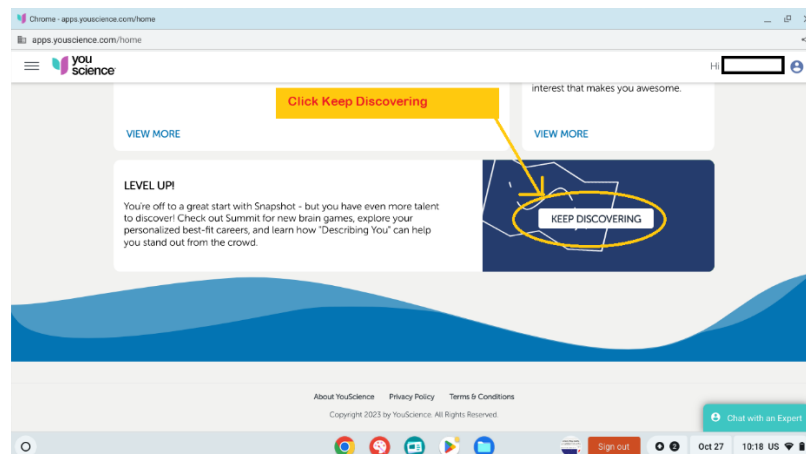 Chrome - apps.youscience.com/home
apps.youscience.com/home
you
science
Hi
Click Keep Discovering
interest that makes you awesome.
VIEW MORE
VIEW MORE
LEVEL UP!
You're off to a great start with Snapshot - but you have even more talent
to discover! Check out Summit for new brain games, explore your
personalized best-fit careers, and learn how "Describing You" can help
you stand out from the crowd.
KEEP DISCOVERING
About YouScience Privacy Policy Terms & Conditions
Copyright 2023 by YouScience. All Rights Reserved.
Chat with an Expert
Sign out 2 Oct 27 10:18 US